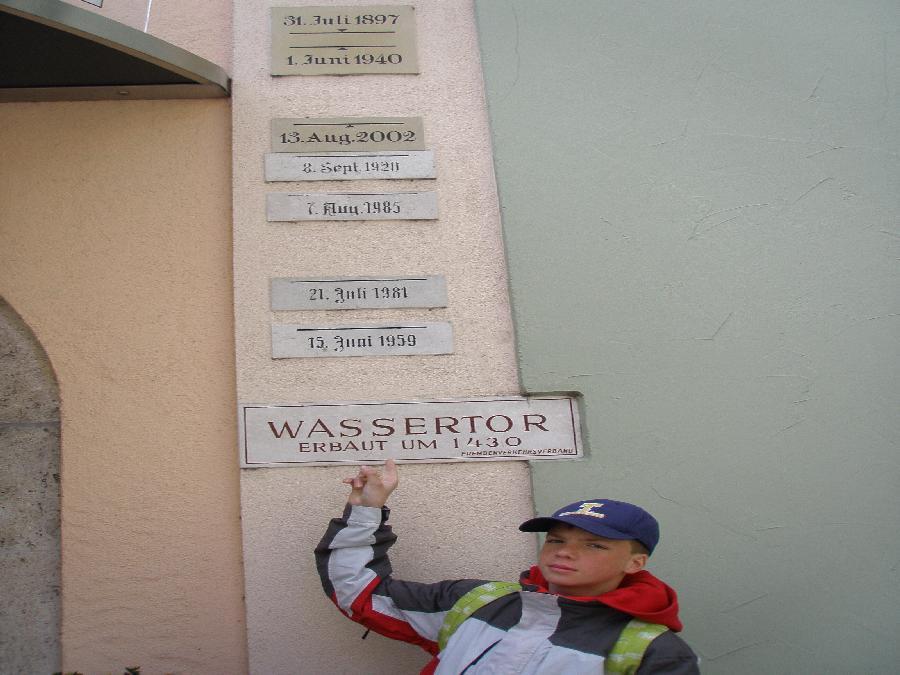 31. Juli 1897
1. Juni 1940
13. Aug. 2002
8. Sept. 1920
7. Aug. 1985
21. Juli 1981
15. Juni 1959
WASSERTOR
ERBAUT UM 1430
FREMDENVERKEHRSVERBAND